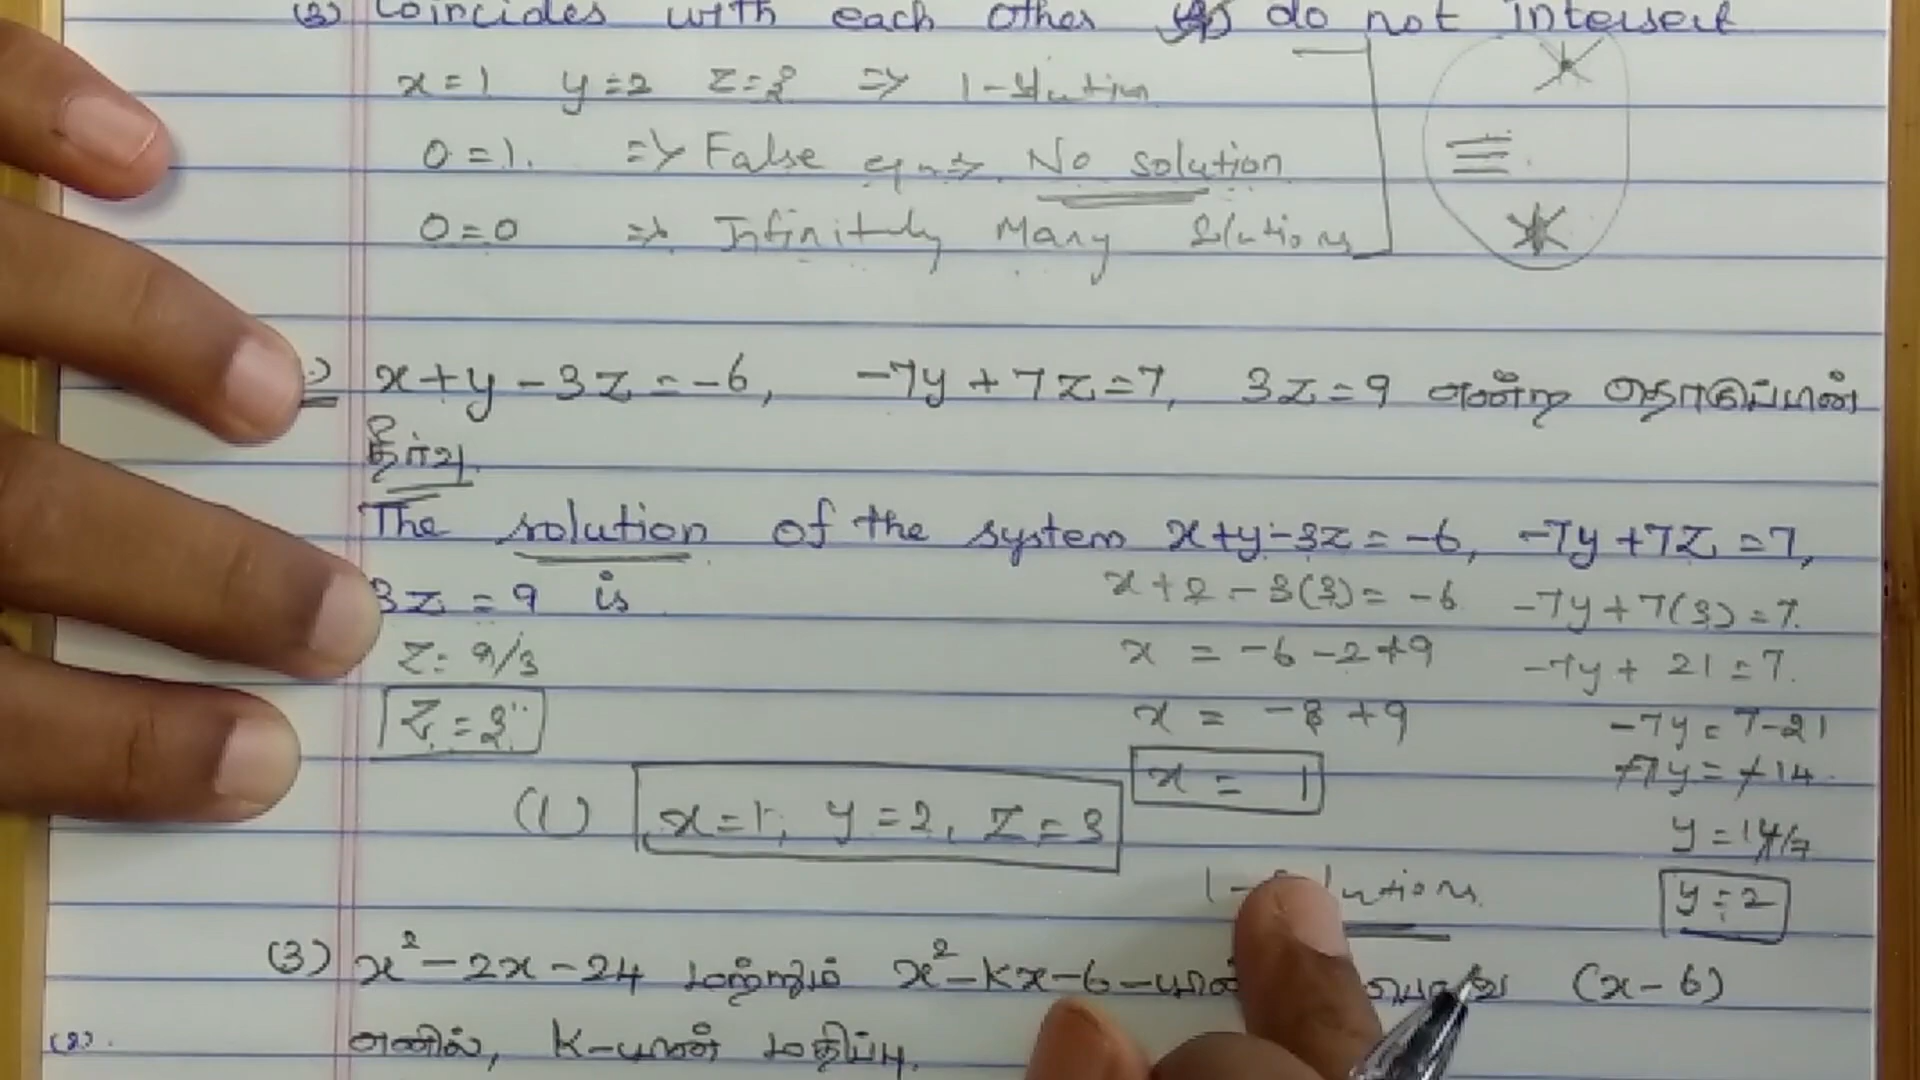 (3) Coincides with each other do not intersect
x=1 y=2 z=3 => 1-solution
0=1. => False eqn => No solution
0=0 => Infinitely Many Solutions
x+y-3z=-6, -7y+7z=7, 3z=9 என்ற தொகுப்பின்
தீர்வு.
The solution of the system x+y-3z=-6, -7y+7z=7,
3z = 9 is
x+2-3(3)=-6 -7y+7(3)=7.
z=9/3 x = -6-2+9 -7y+21=7.
z=3 x = -8+9 -7y=7-21
x = 1 -7y=-14
(1) x=1, y=2, z=3 y=14/7
1-Solutions y=2
(3) x²-2x-24 மற்றும் x²-kx-6-யின் (x-6)
(2). எனில், K-யின் மதிப்பு.